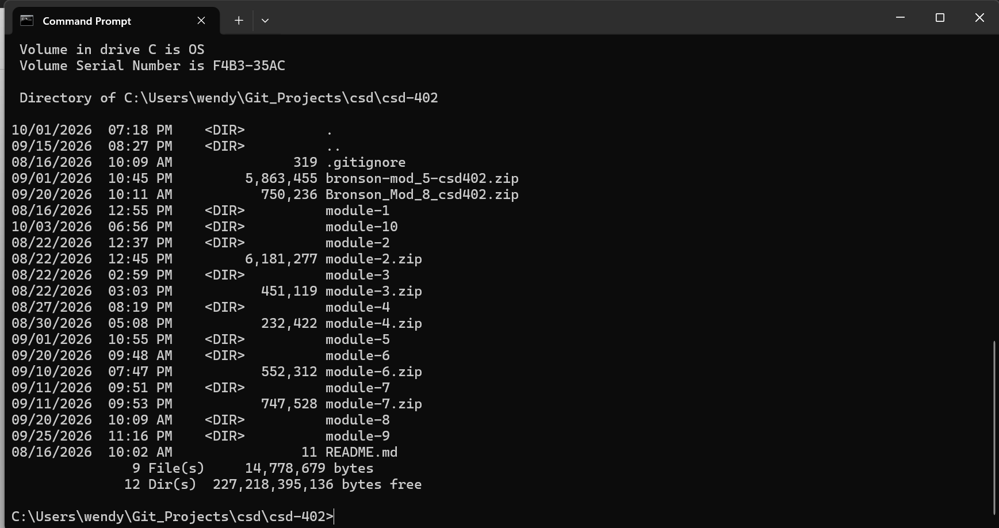 Command Prompt
 Volume in drive C is OS
 Volume Serial Number is F4B3-35AC

 Directory of C:\Users\wendy\Git_Projects\csd\csd-402

10/01/2026  07:18 PM    <DIR>          .
09/15/2026  08:27 PM    <DIR>          ..
08/16/2026  10:09 AM               319 .gitignore
09/01/2026  10:45 PM         5,863,455 bronson-mod_5-csd402.zip
09/20/2026  10:11 AM           750,236 Bronson_Mod_8_csd402.zip
08/16/2026  12:55 PM    <DIR>          module-1
10/03/2026  06:56 PM    <DIR>          module-10
08/22/2026  12:37 PM    <DIR>          module-2
08/22/2026  12:45 PM         6,181,277 module-2.zip
08/22/2026  02:59 PM    <DIR>          module-3
08/22/2026  03:03 PM           451,119 module-3.zip
08/27/2026  08:19 PM    <DIR>          module-4
08/30/2026  05:08 PM           232,422 module-4.zip
09/01/2026  10:55 PM    <DIR>          module-5
09/20/2026  09:48 AM    <DIR>          module-6
09/10/2026  07:47 PM           552,312 module-6.zip
09/11/2026  09:51 PM    <DIR>          module-7
09/11/2026  09:53 PM           747,528 module-7.zip
09/20/2026  10:09 AM    <DIR>          module-8
09/25/2026  11:16 PM    <DIR>          module-9
08/16/2026  10:02 AM                11 README.md
               9 File(s)     14,778,679 bytes
              12 Dir(s)  227,218,395,136 bytes free

C:\Users\wendy\Git_Projects\csd\csd-402>